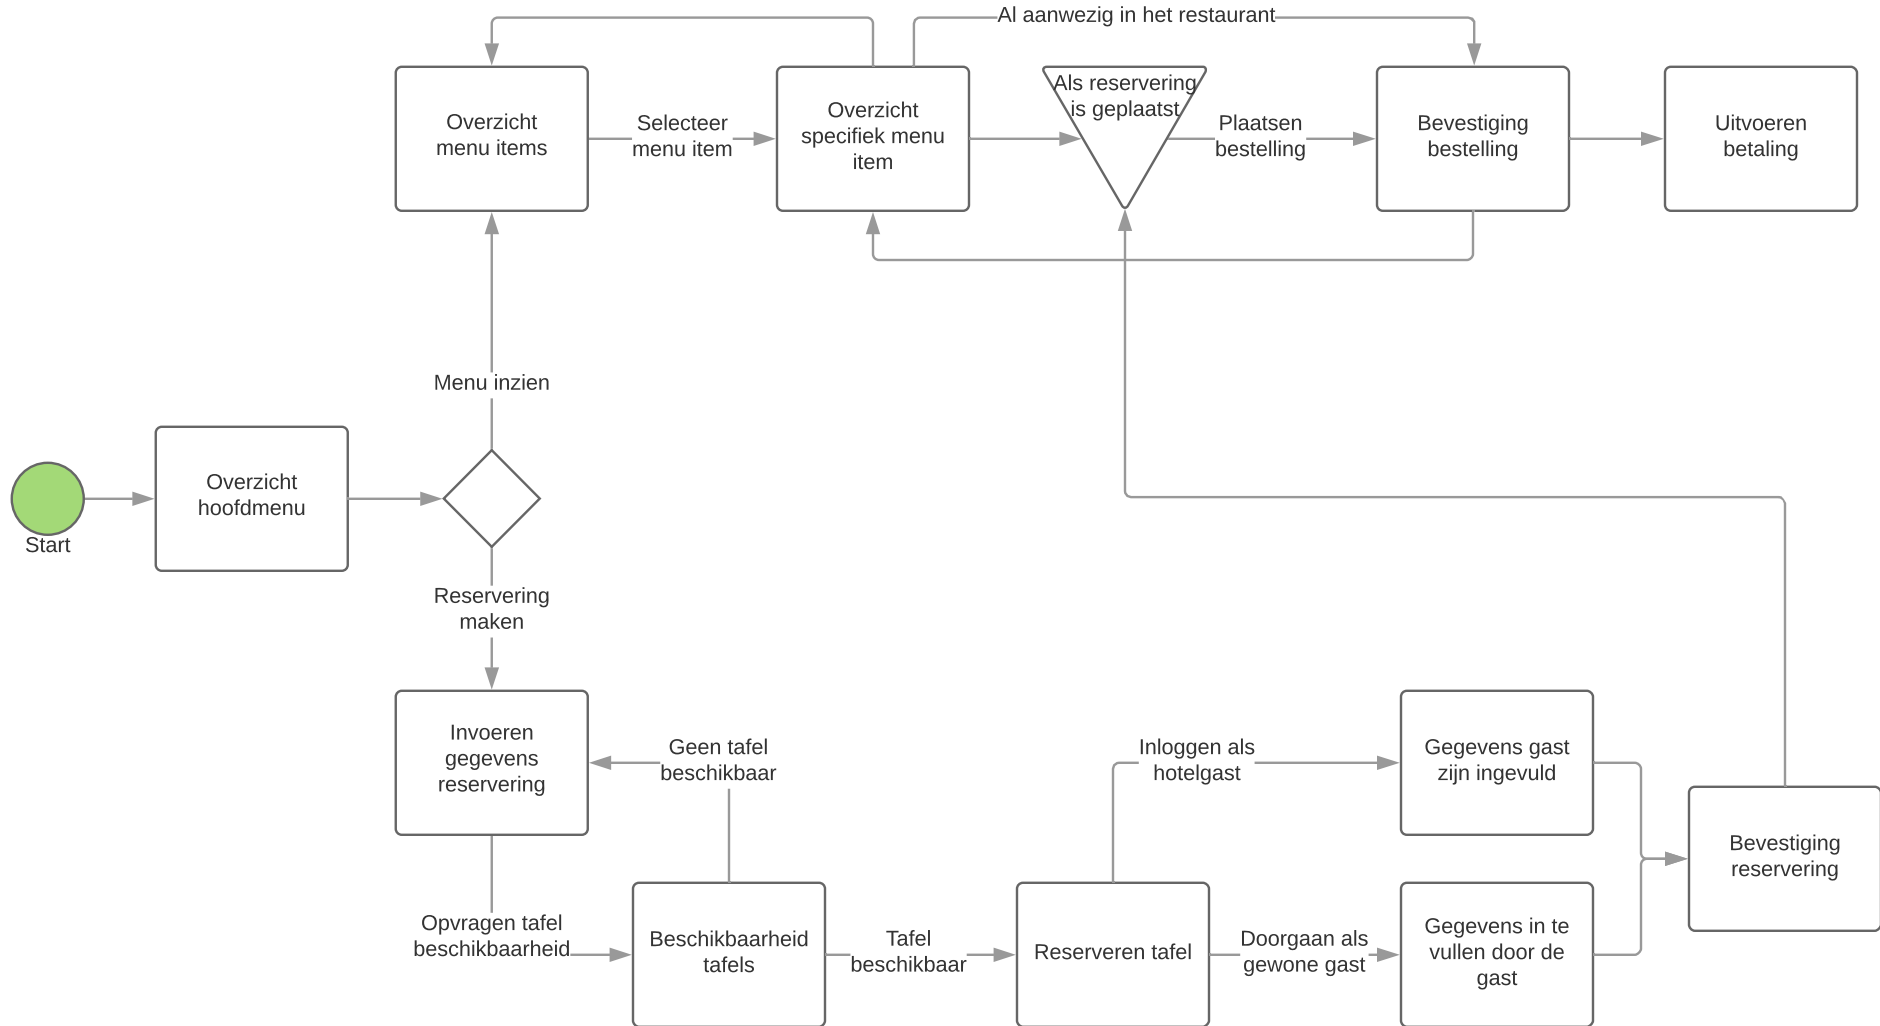 Al aanwezig in het restaurant
Overzicht
menu items
Selecteer
menu item
Overzicht
specifiek menu
item
Als reservering
is geplaatst
Plaatsen
bestelling
Bevestiging
bestelling
Uitvoeren
betaling
Menu inzien
Overzicht
hoofdmenu
Start
Reservering
maken
Invoeren
gegevens
reservering
Geen tafel
beschikbaar
Inloggen als
hotelgast
Gegevens gast
zijn ingevuld
Bevestiging
reservering
Opvragen tafel
beschikbaarheid
Beschikbaarheid
tafels
Tafel
beschikbaar
Reserveren tafel
Doorgaan als
gewone gast
Gegevens in te
vullen door de
gast